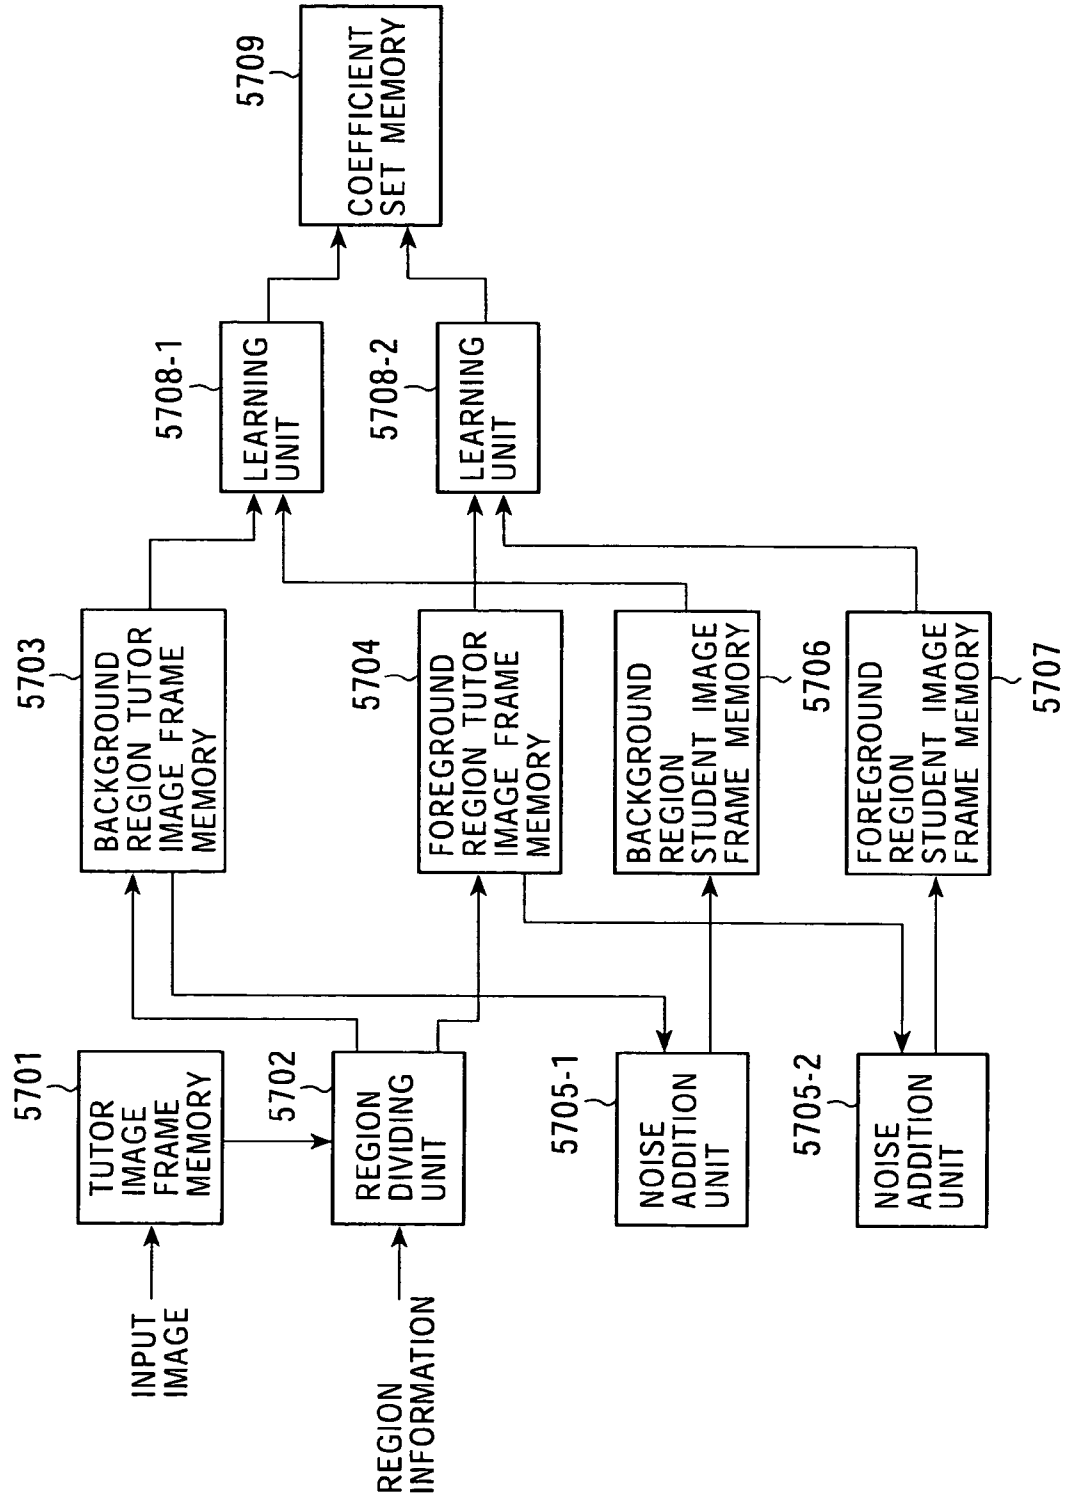 5701
TUTOR
IMAGE
FRAME
MEMORY
INPUT
IMAGE
5702
REGION
DIVIDING
UNIT
REGION
INFORMATION
5703
BACKGROUND
REGION TUTOR
IMAGE FRAME
MEMORY
5704
FOREGROUND
REGION TUTOR
IMAGE FRAME
MEMORY
5705-1
NOISE
ADDITION
UNIT
5705-2
NOISE
ADDITION
UNIT
BACKGROUND
REGION
STUDENT IMAGE
FRAME MEMORY
5706
FOREGROUND
REGION
STUDENT IMAGE
FRAME MEMORY
5707
5708-1
LEARNING
UNIT
5708-2
LEARNING
UNIT
5709
COEFFICIENT
SET MEMORY